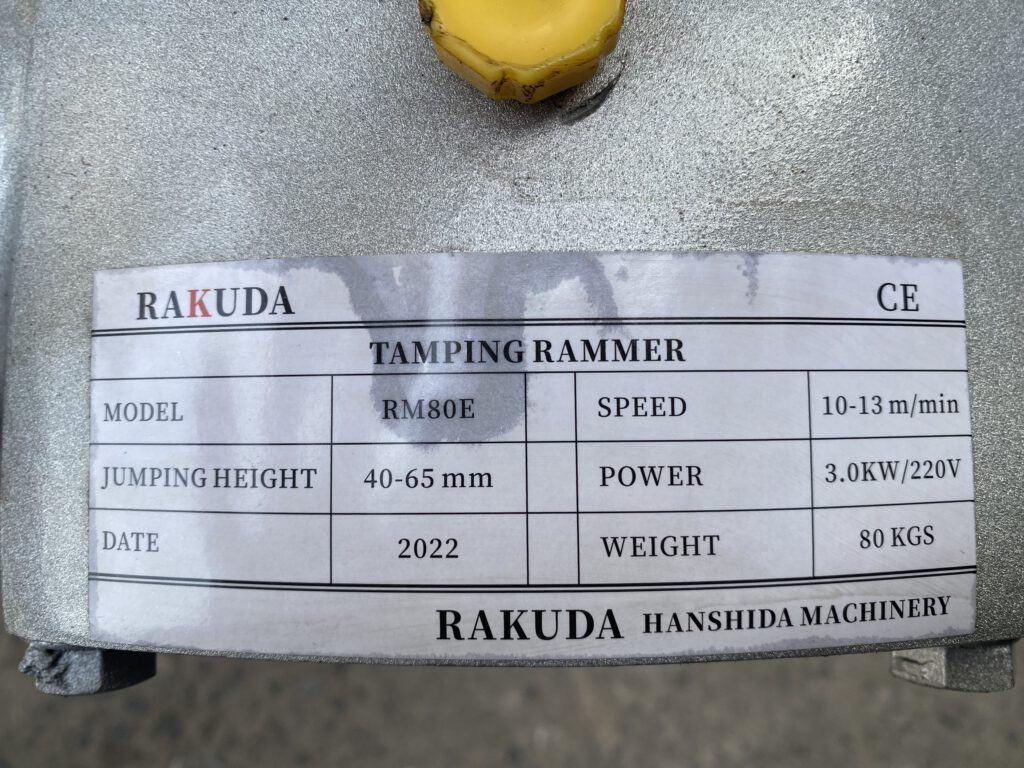 RAKUDA CE
TAMPING RAMMER
MODEL RM80E SPEED 10-13 m/min
JUMPING HEIGHT 40-65 mm POWER 3.0KW/220V
DATE 2022 WEIGHT 80 KGS
RAKUDA HANSHIDA MACHINERY